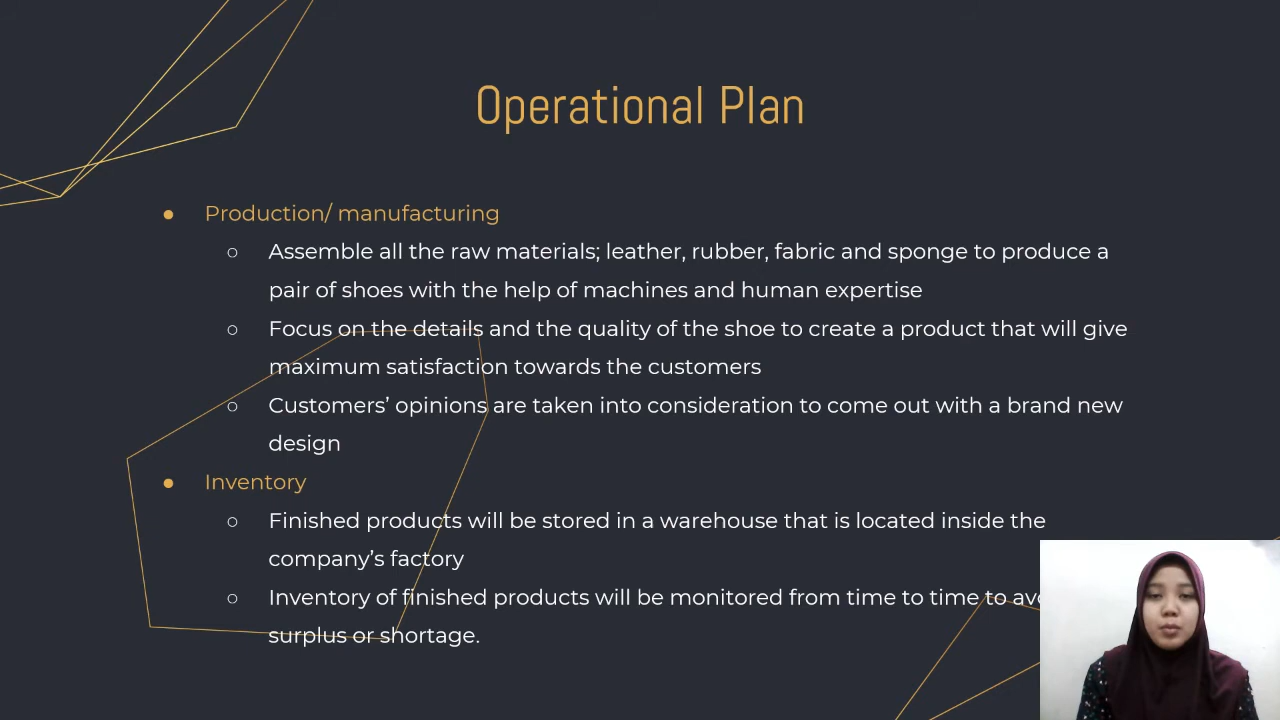 Operational Plan
● Production/ manufacturing
○ Assemble all the raw materials; leather, rubber, fabric and sponge to produce a
pair of shoes with the help of machines and human expertise
○ Focus on the details and the quality of the shoe to create a product that will give
maximum satisfaction towards the customers
○ Customers’ opinions are taken into consideration to come out with a brand new
design
● Inventory
○ Finished products will be stored in a warehouse that is located inside the
company’s factory
○ Inventory of finished products will be monitored from time to time to
surplus or shortage.